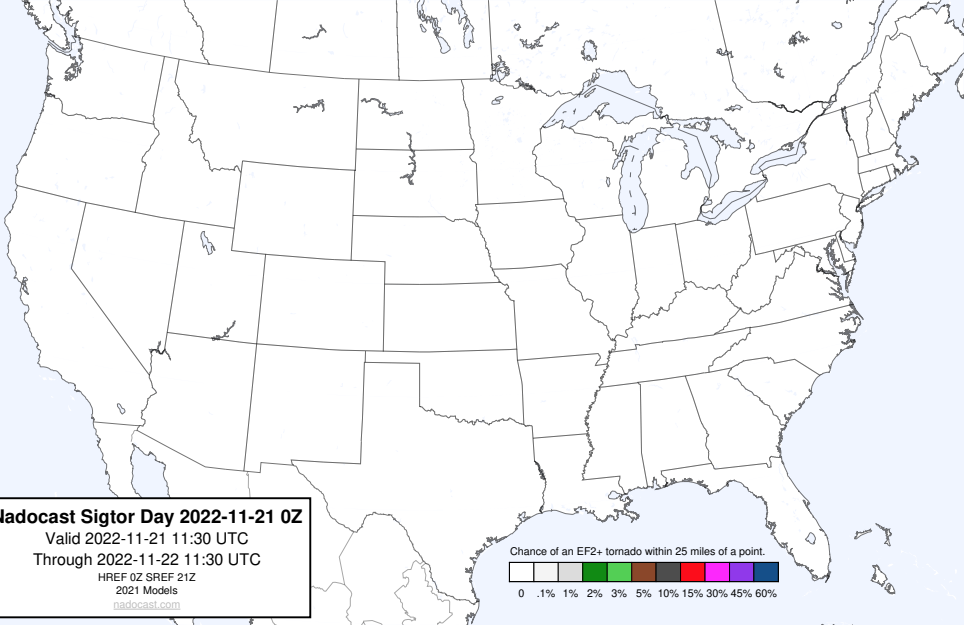 Nadocast Sigtor Day 2022-11-21 0Z
Valid 2022-11-21 11:30 UTC
Through 2022-11-22 11:30 UTC
HREF 0Z SREF 21Z
2021 Models
nadocast.com
Chance of an EF2+ tornado within 25 miles of a point.
0 .1% 1% 2% 3% 5% 10% 15% 30% 45% 60%